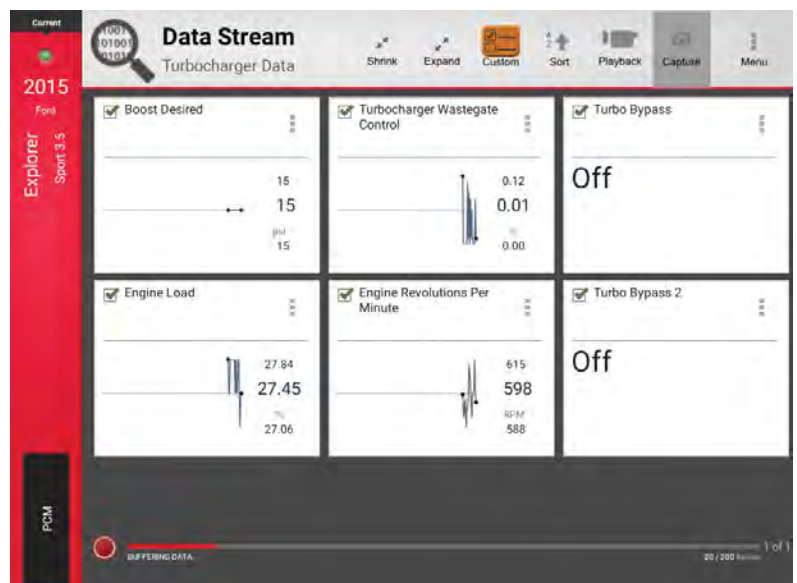 Current
2015
Ford
Explorer
Sport 3.5
PCM
Data Stream
Turbocharger Data
Shrink
Expand
Custom
Sort
Playback
Capture
Menu
Boost Desired
15
15
psi
15
Turbocharger Wastegate
Control
0.12
0.01
%
0.00
Turbo Bypass
Off
Engine Load
27.84
27.45
%
27.06
Engine Revolutions Per
Minute
615
598
RPM
588
Turbo Bypass 2
Off
BUFFERING DATA
20 / 200
1 of 1